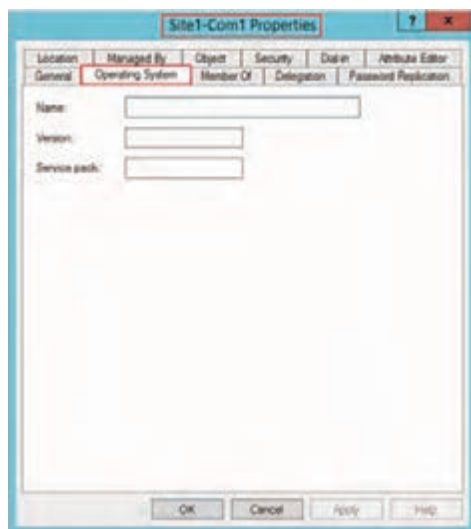 Site1-Com1 Properties
? x
Location Managed By Object Security Dial-in Attribute Editor
General Operating System Member Of Delegation Password Replication
Name:
Version:
Service pack:
OK Cancel Apply Help